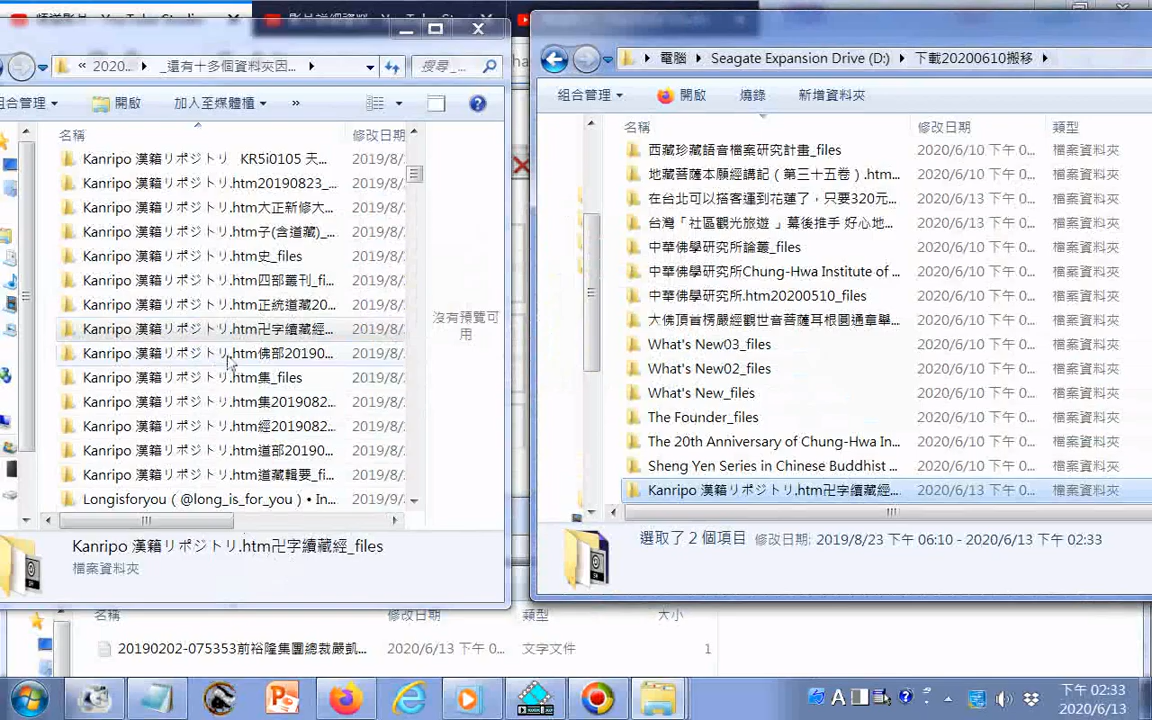 « 2020... ▸ _還有十多個資料夾因... ▸
搜尋_...
組合管理 ▾
開啟
加入至媒體櫃 ▾
»
名稱
修改日期
Kanripo 漢籍リポジトリ KR5i0105 天...
2019/8/
Kanripo 漢籍リポジトリ.htm20190823_...
2019/8/
Kanripo 漢籍リポジトリ.htm大正新修大...
2019/8/
Kanripo 漢籍リポジトリ.htm子(含道藏)_...
2019/8/
Kanripo 漢籍リポジトリ.htm史_files
2019/8/
Kanripo 漢籍リポジトリ.htm四部叢刊_fi...
2019/8/
Kanripo 漢籍リポジトリ.htm正統道藏20...
2019/8/
Kanripo 漢籍リポジトリ.htm卍字續藏經...
2019/8/
Kanripo 漢籍リポジトリ.htm佛部20190...
2019/8/
Kanripo 漢籍リポジトリ.htm集_files
2019/8/
Kanripo 漢籍リポジトリ.htm集2019082...
2019/8/
Kanripo 漢籍リポジトリ.htm經2019082...
2019/8/
Kanripo 漢籍リポジトリ.htm道部20190...
2019/8/
Kanripo 漢籍リポジトリ.htm道藏輯要_fi...
2019/8/
Longisforyou ( @long_is_for_you ) • In...
2019/9/
沒有預覽可
用
Kanripo 漢籍リポジトリ.htm卍字續藏經_files
檔案資料夾
▸ 電腦 ▸ Seagate Expansion Drive (D:) ▸ 下載20200610搬移 ▸
組合管理 ▾
開啟
燒錄
新增資料夾
名稱
修改日期
類型
西藏珍藏語音檔案研究計畫_files
2020/6/10 下午 0...
檔案資料夾
地藏菩薩本願經講記（第三十五卷）.htm...
2020/6/10 下午 0...
檔案資料夾
在台北可以搭客運到花蓮了，只要320元...
2020/6/10 下午 0...
檔案資料夾
台灣「社區觀光旅遊 」幕後推手 好心地...
2020/6/10 下午 0...
檔案資料夾
中華佛學研究所論叢_files
2020/6/10 下午 0...
檔案資料夾
中華佛學研究所Chung-Hwa Institute of ...
2020/6/10 下午 0...
檔案資料夾
中華佛學研究所.htm20200510_files
2020/6/10 下午 0...
檔案資料夾
大佛頂首楞嚴經觀世音菩薩耳根圓通章舉...
2020/6/10 下午 0...
檔案資料夾
What's New03_files
2020/6/10 下午 0...
檔案資料夾
What's New02_files
2020/6/10 下午 0...
檔案資料夾
What's New_files
2020/6/10 下午 0...
檔案資料夾
The Founder_files
2020/6/10 下午 0...
檔案資料夾
The 20th Anniversary of Chung-Hwa In...
2020/6/10 下午 0...
檔案資料夾
Sheng Yen Series in Chinese Buddhist ...
2020/6/10 下午 0...
檔案資料夾
Kanripo 漢籍リポジトリ.htm卍字續藏經...
2020/6/13 下午 0...
檔案資料夾
選取了 2 個項目 修改日期: 2019/8/23 下午 06:10 - 2020/6/13 下午 02:33
名稱
修改日期
類型
大小
20190202-075353前裕隆集團總裁嚴凱...
2020/6/13 下午 0...
文字文件
1
下午 02:33
2020/6/13